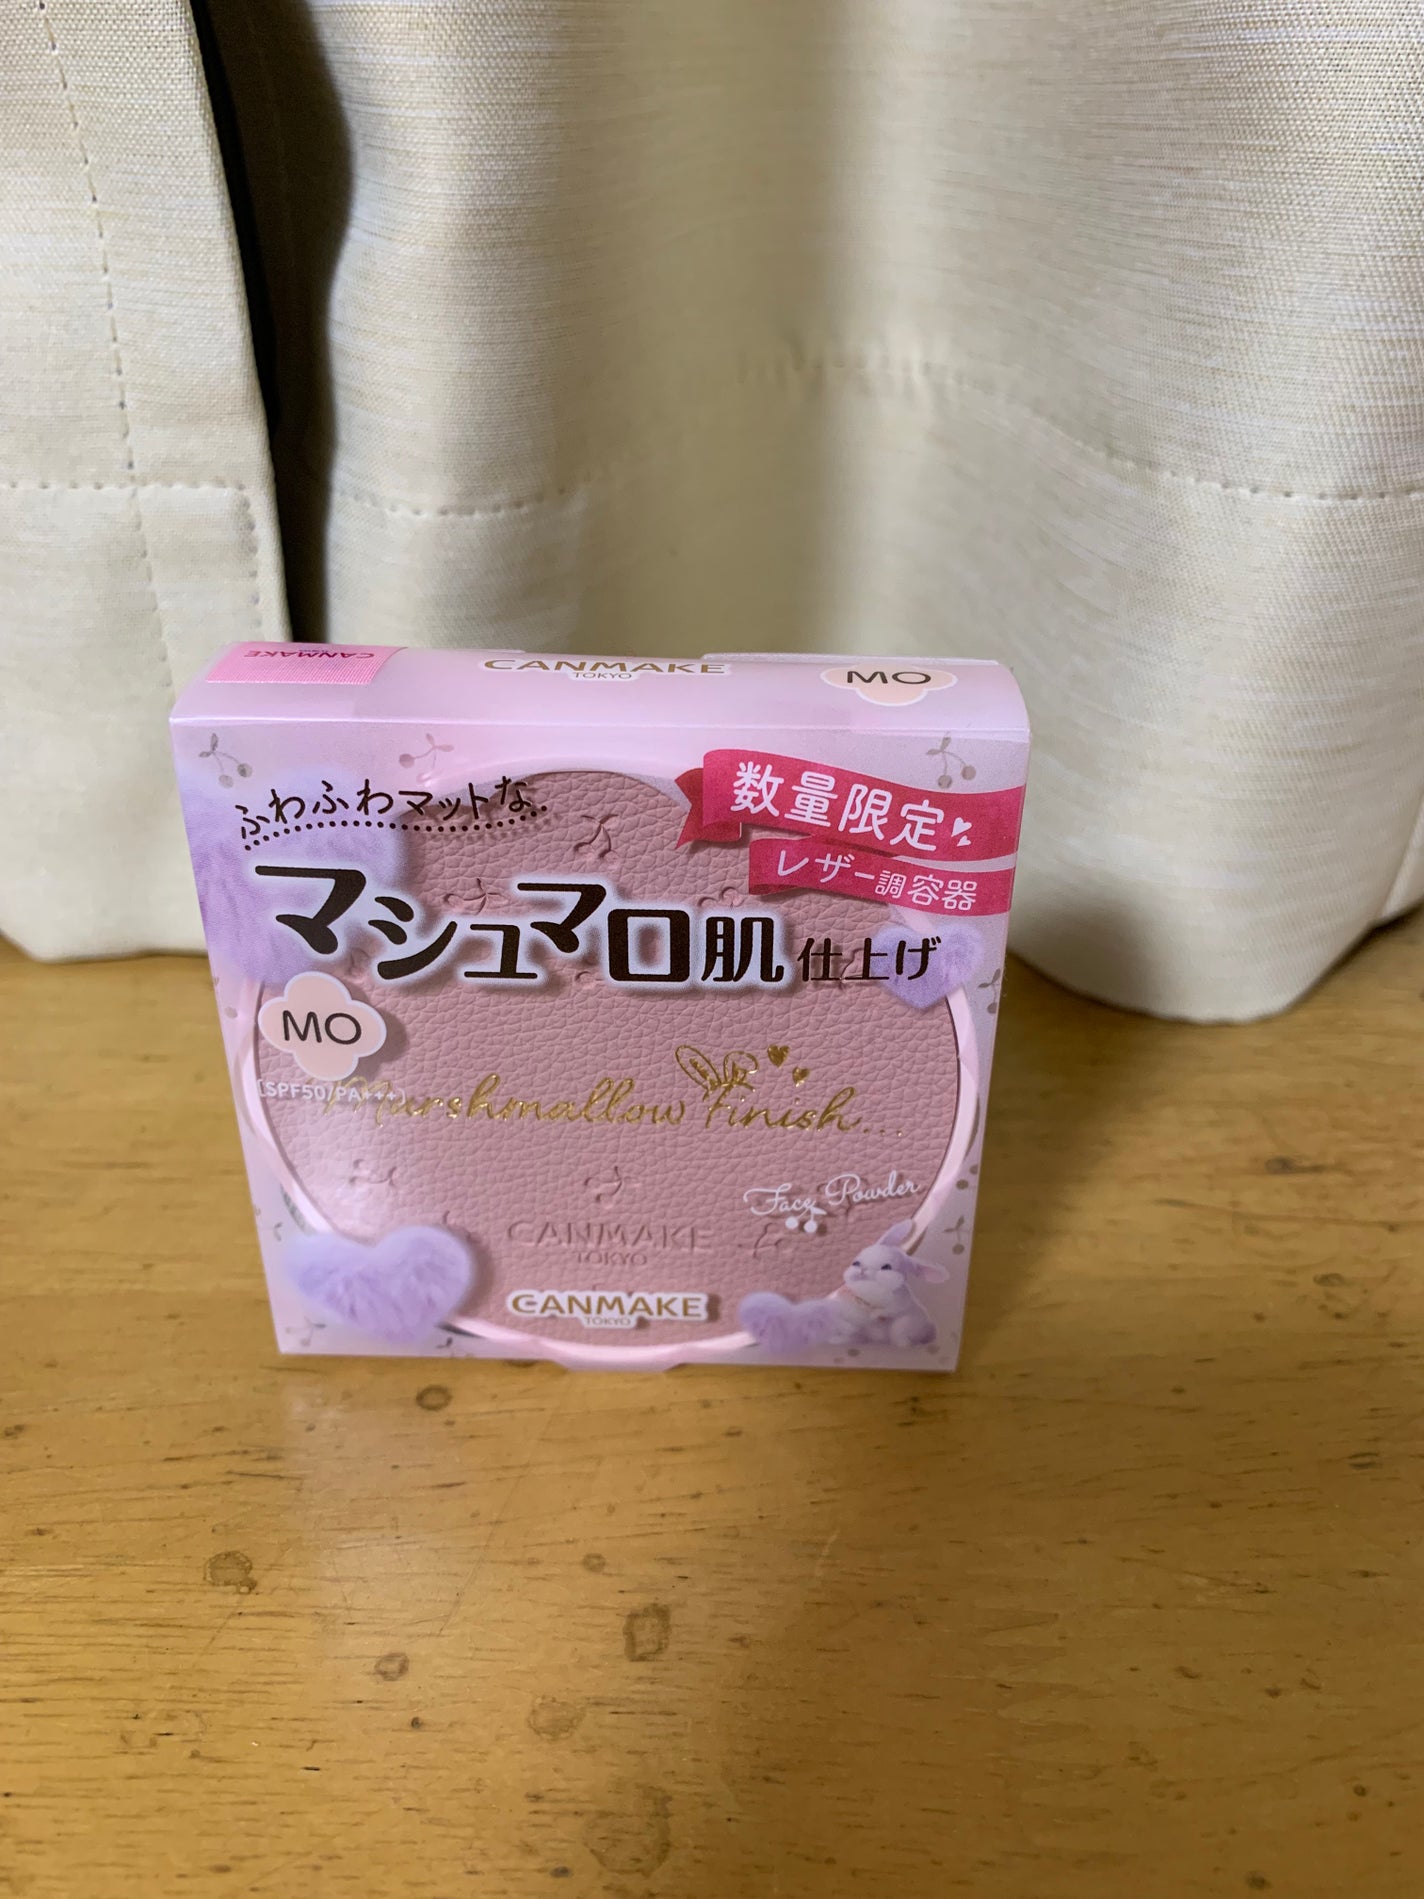 CANMAKE
CANMAKE
TOKYO
MO
ふわふわマットな
数量限定
レザー調容器
マシュマロ肌 仕上げ
MO
[SPF50/PA+++]
Marshmallow Finish...
Face Powder
CANMAKE
TOKYO
CANMAKE
TOKYO